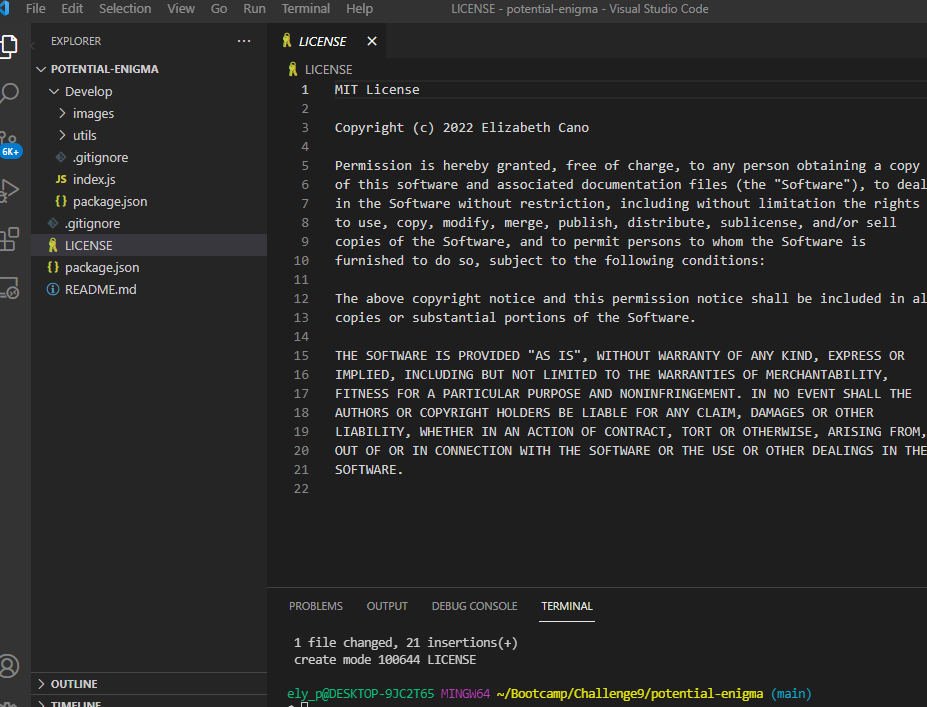 File Edit Selection View Go Run Terminal Help LICENSE - potential-enigma - Visual Studio Code
EXPLORER ···
LICENSE
POTENTIAL-ENIGMA
Develop
images
utils
.gitignore
JS index.js
{} package.json
.gitignore
LICENSE
{} package.json
README.md
6K+
OUTLINE
TIMELINE
LICENSE
1 MIT License
2
3 Copyright (c) 2022 Elizabeth Cano
4
5 Permission is hereby granted, free of charge, to any person obtaining a copy
6 of this software and associated documentation files (the "Software"), to deal
7 in the Software without restriction, including without limitation the rights
8 to use, copy, modify, merge, publish, distribute, sublicense, and/or sell
9 copies of the Software, and to permit persons to whom the Software is
10 furnished to do so, subject to the following conditions:
11
12 The above copyright notice and this permission notice shall be included in al
13 copies or substantial portions of the Software.
14
15 THE SOFTWARE IS PROVIDED "AS IS", WITHOUT WARRANTY OF ANY KIND, EXPRESS OR
16 IMPLIED, INCLUDING BUT NOT LIMITED TO THE WARRANTIES OF MERCHANTABILITY,
17 FITNESS FOR A PARTICULAR PURPOSE AND NONINFRINGEMENT. IN NO EVENT SHALL THE
18 AUTHORS OR COPYRIGHT HOLDERS BE LIABLE FOR ANY CLAIM, DAMAGES OR OTHER
19 LIABILITY, WHETHER IN AN ACTION OF CONTRACT, TORT OR OTHERWISE, ARISING FROM,
20 OUT OF OR IN CONNECTION WITH THE SOFTWARE OR THE USE OR OTHER DEALINGS IN THE
21 SOFTWARE.
22
PROBLEMS OUTPUT DEBUG CONSOLE TERMINAL
1 file changed, 21 insertions(+)
create mode 100644 LICENSE
ely_p@DESKTOP-9JC2T65 MINGW64 ~/Bootcamp/Challenge9/potential-enigma (main)